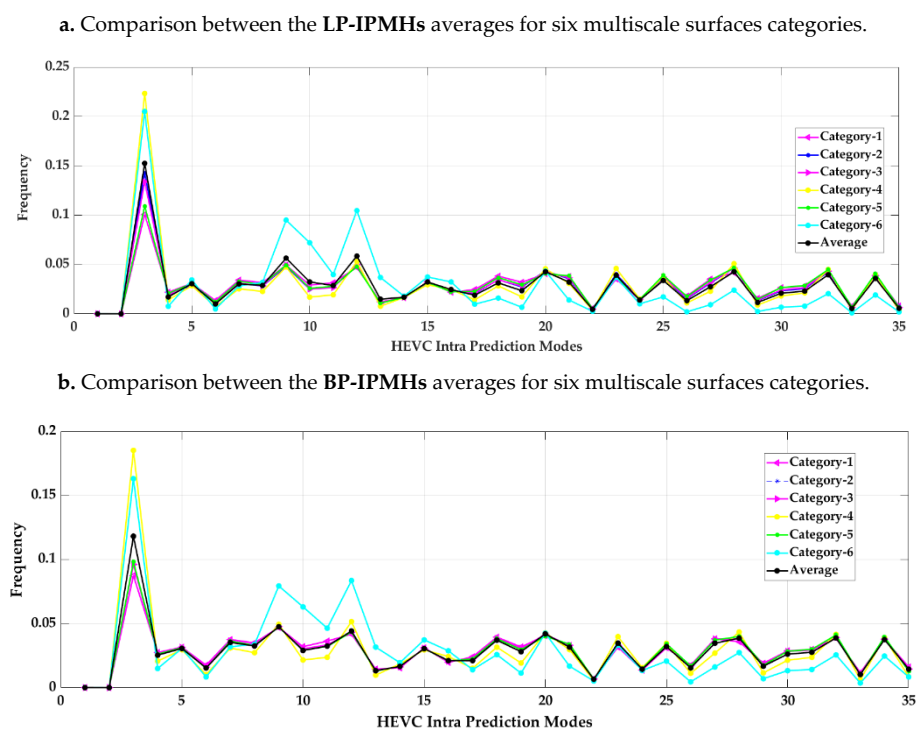 a. Comparison between the LP-IPMHs averages for six multiscale surfaces categories.
0.25
0.2
0.15
0.1
0.05
0
Frequency
Category-1
Category-2
Category-3
Category-4
Category-5
Category-6
Average
0 5 10 15 20 25 30 35
HEVC Intra Prediction Modes
b. Comparison between the BP-IPMHs averages for six multiscale surfaces categories.
0.2
0.15
0.1
0.05
0
Frequency
Category-1
Category-2
Category-3
Category-4
Category-5
Category-6
Average
0 5 10 15 20 25 30 35
HEVC Intra Prediction Modes